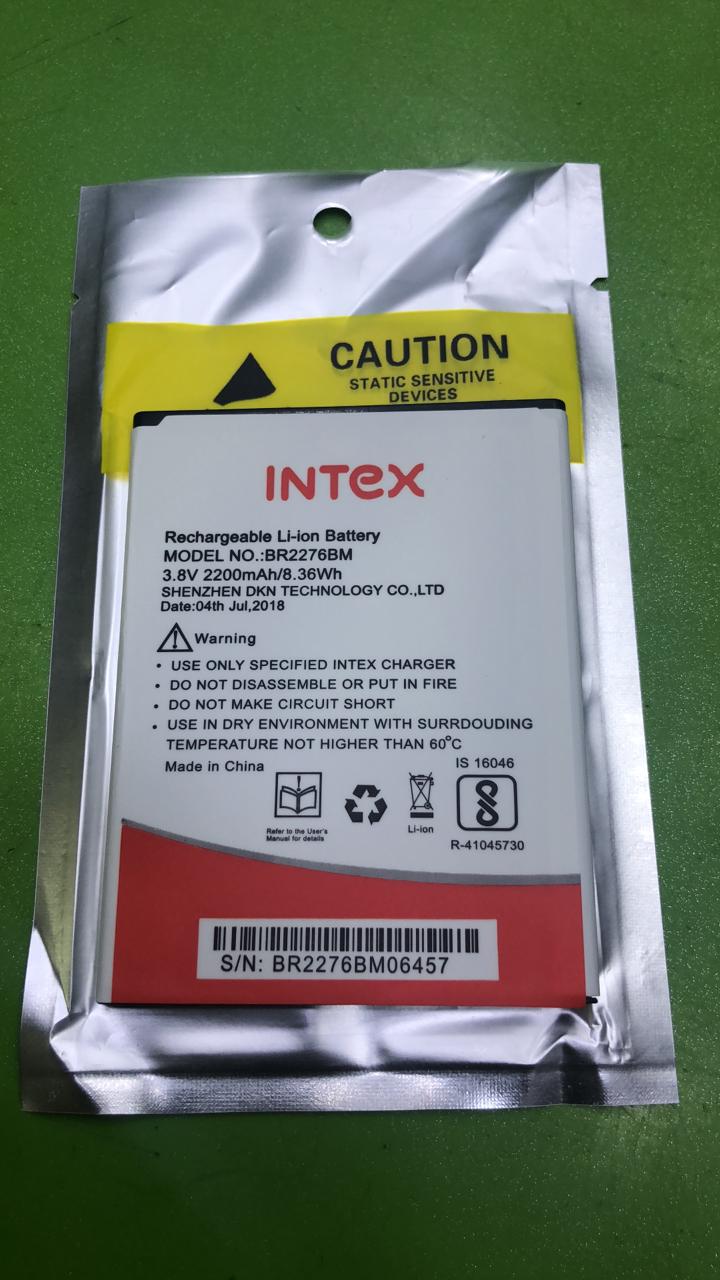 CAUTION
STATIC SENSITIVE
DEVICES
INTEX
Rechargeable Li-ion Battery
MODEL NO.:BR2276BM
3.8V 2200mAh/8.36Wh
SHENZHEN DKN TECHNOLOGY CO.,LTD
Date:04th Jul,2018
Warning
• USE ONLY SPECIFIED INTEX CHARGER
• DO NOT DISASSEMBLE OR PUT IN FIRE
• DO NOT MAKE CIRCUIT SHORT
• USE IN DRY ENVIRONMENT WITH SURRDOUDING
TEMPERATURE NOT HIGHER THAN 60°C
Made in China
IS 16046
Refer to the User's
Manual for details
Li-ion
R-41045730
S/N: BR2276BM06457